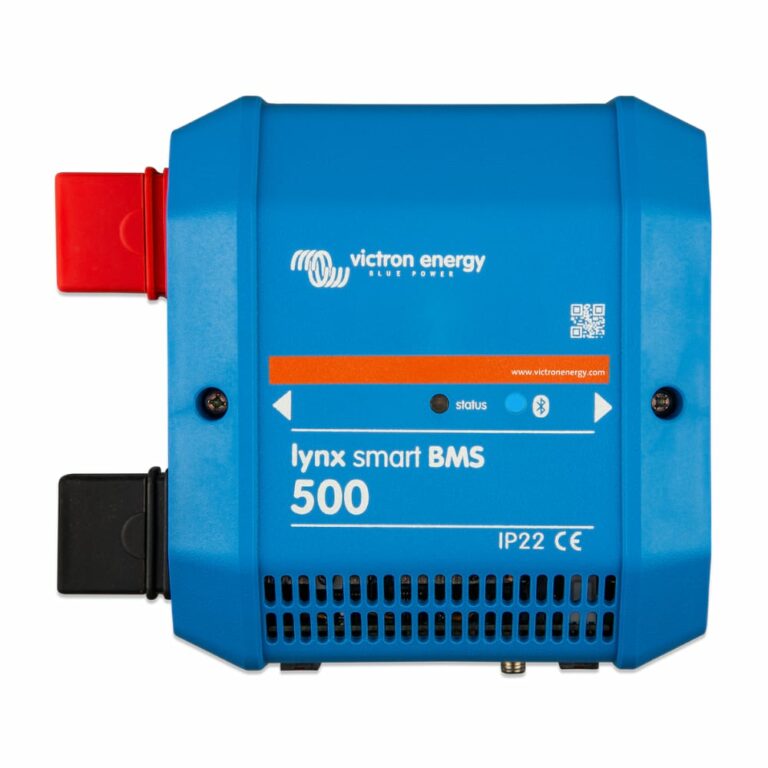 victron energy
BLUE POWER
www.victronenergy.com
status
lynx smart BMS
500
IP22 CE